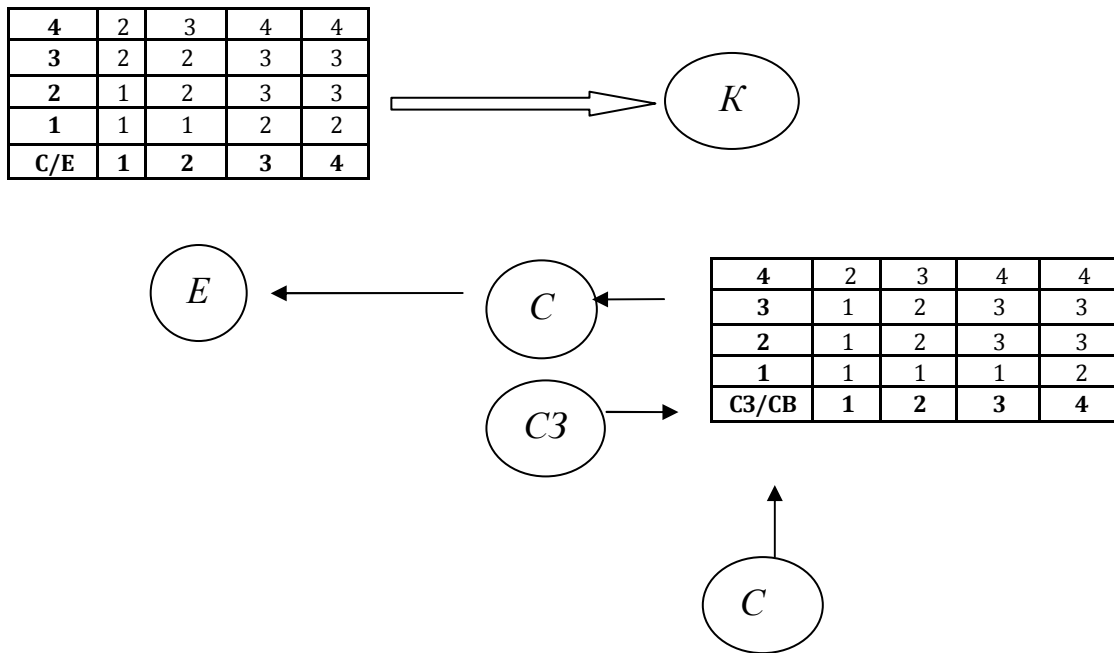 4 2 3 4 4
3 2 2 3 3
2 1 2 3 3
1 1 1 2 2
С/Е 1 2 3 4
К
Е
С
СЗ
4 2 3 4 4
3 1 2 3 3
2 1 2 3 3
1 1 1 1 2
СЗ/СВ 1 2 3 4
С